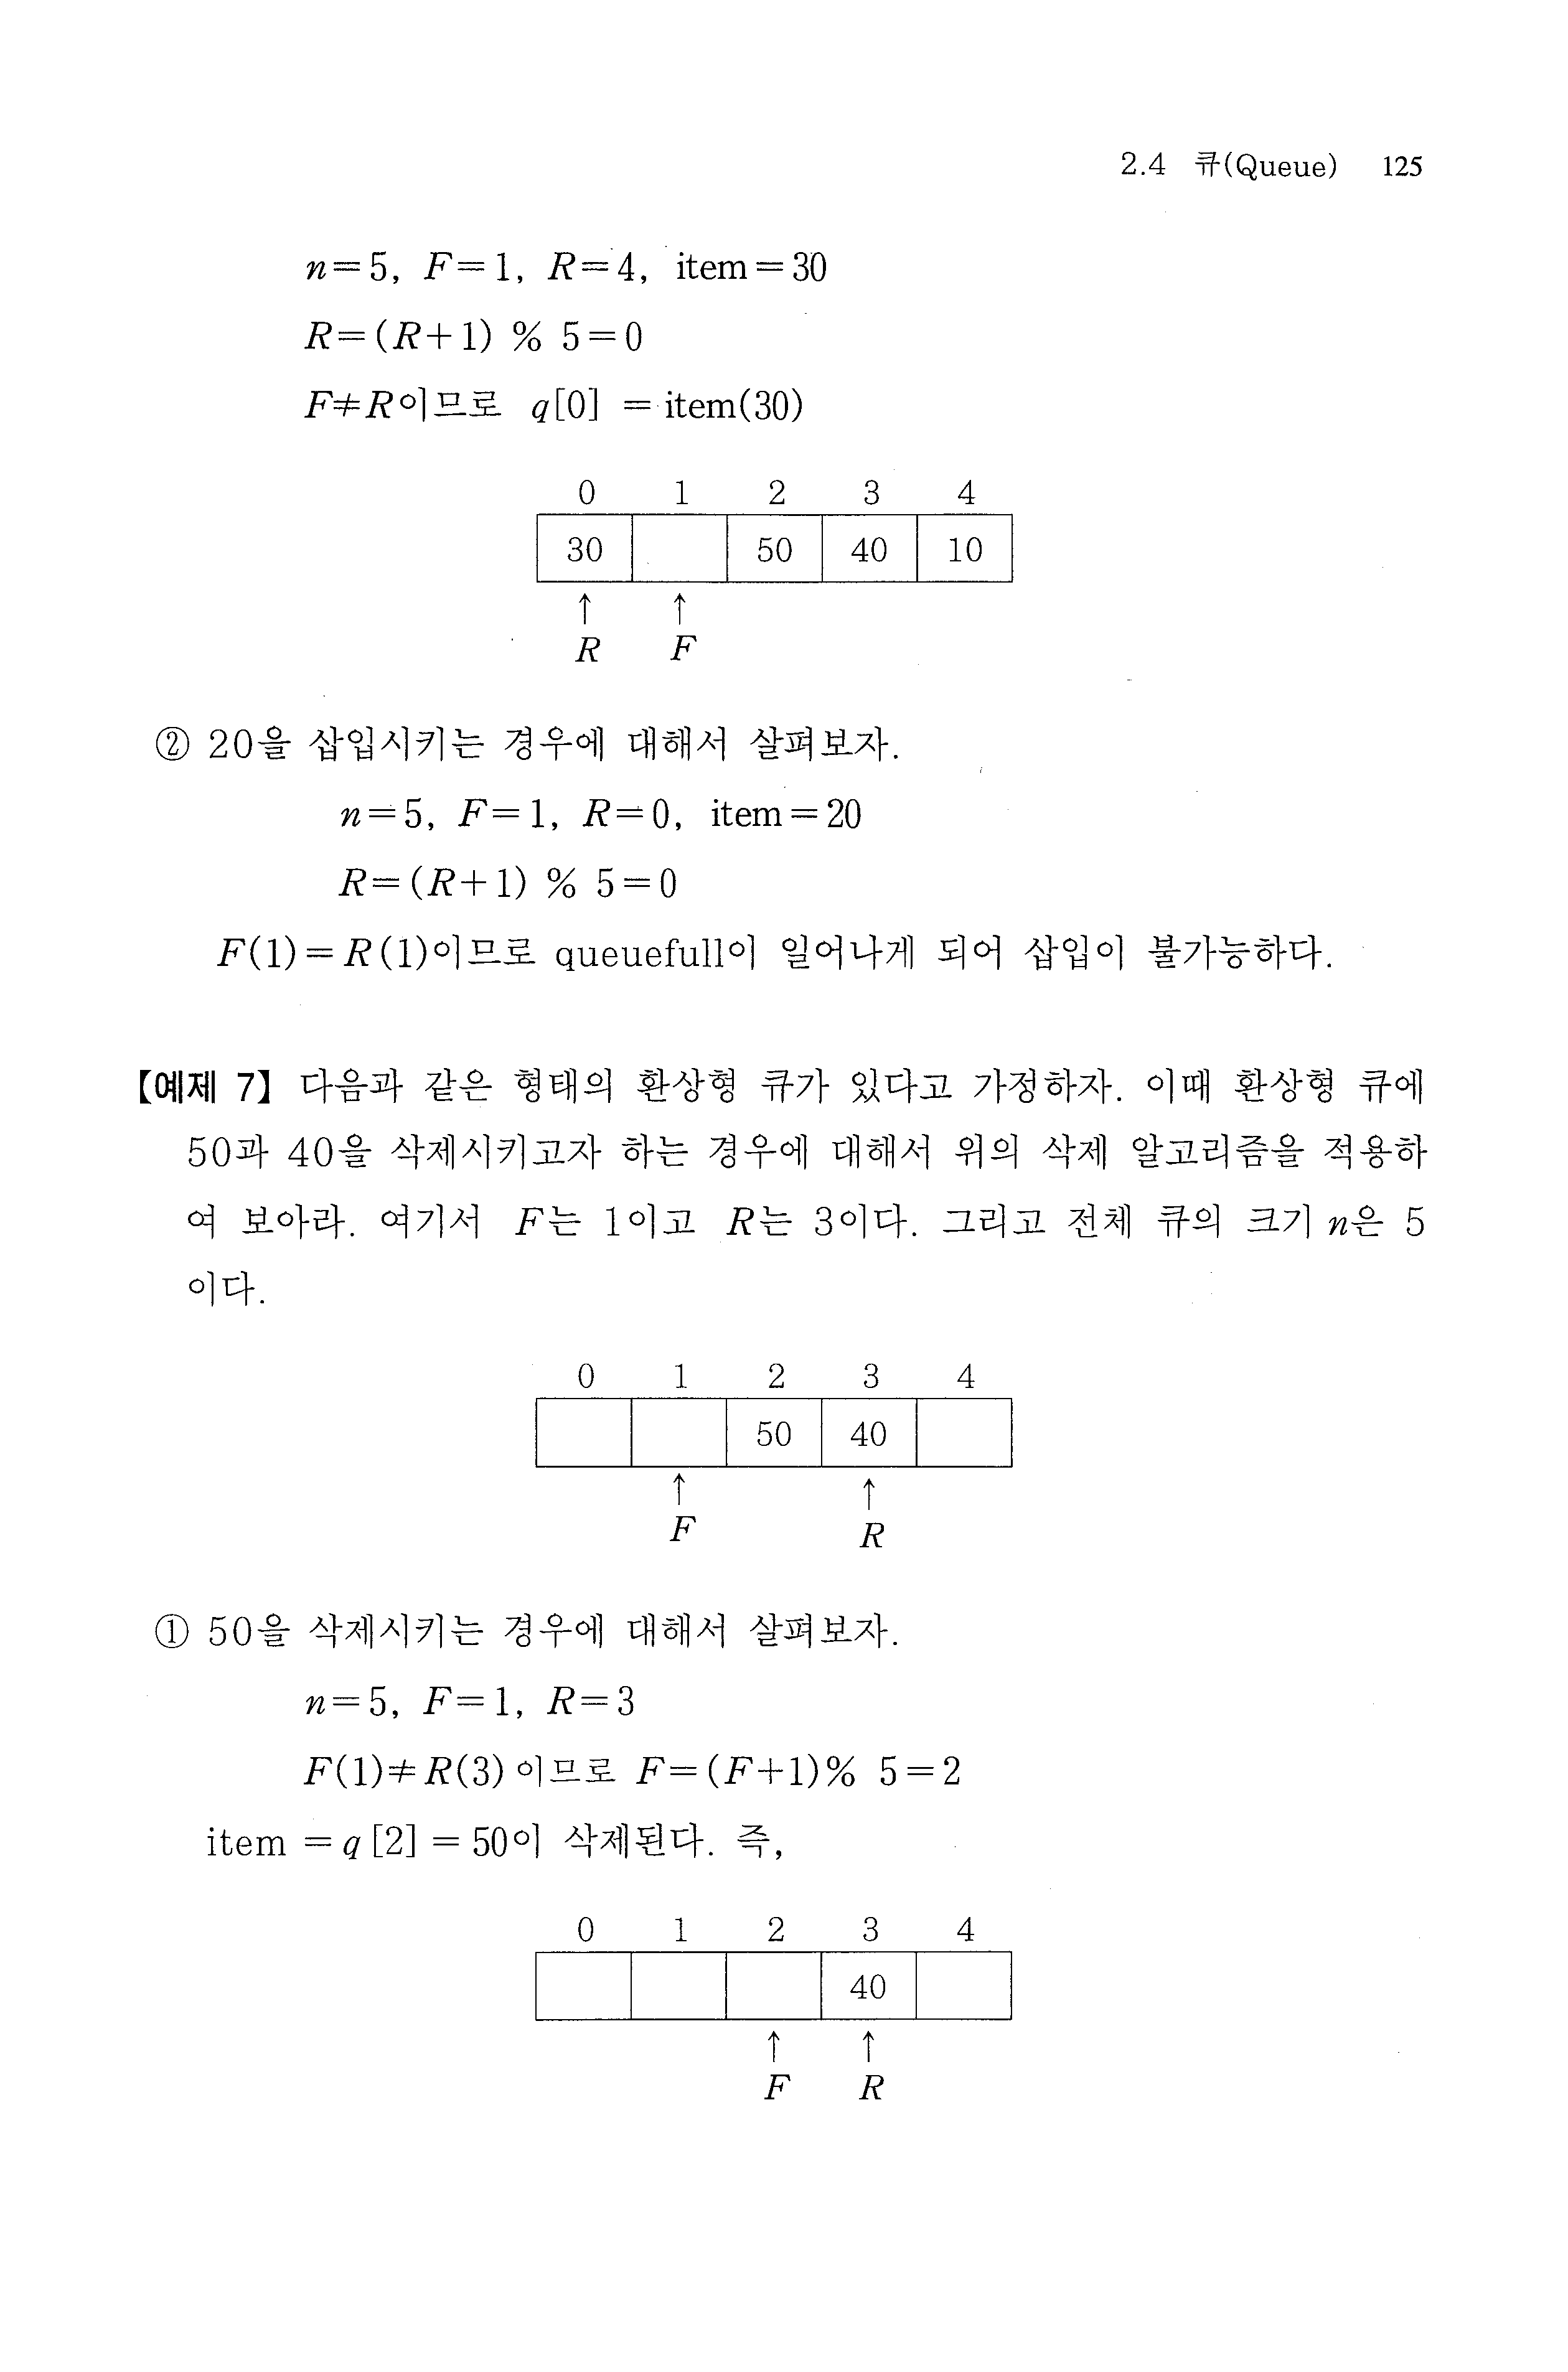 2.4 큐(Queue) 125
n=5, F=1, R=4, item=30
R=(R+1) % 5=0
F≠R이므로 q[0] =item(30)
0 1 2 3 4
30 50 40 10
↑ ↑
R F
② 20을 삽입시키는 경우에 대해서 살펴보자.
n=5, F=1, R=0, item=20
R=(R+1) % 5=0
F(1)=R(1)이므로 queuefull이 일어나게 되어 삽입이 불가능하다.
【예제 7】 다음과 같은 형태의 환상형 큐가 있다고 가정하자. 이때 환상형 큐에
50과 40을 삭제시키고자 하는 경우에 대해서 위의 삭제 알고리즘을 적용하
여 보아라. 여기서 F는 1이고 R는 3이다. 그리고 전체 큐의 크기 n은 5
이다.
0 1 2 3 4
50 40
↑ ↑
F R
① 50을 삭제시키는 경우에 대해서 살펴보자.
n=5, F=1, R=3
F(1)≠R(3)이므로 F=(F+1)% 5=2
item =q[2] =50이 삭제된다. 즉,
0 1 2 3 4
40
↑ ↑
F R